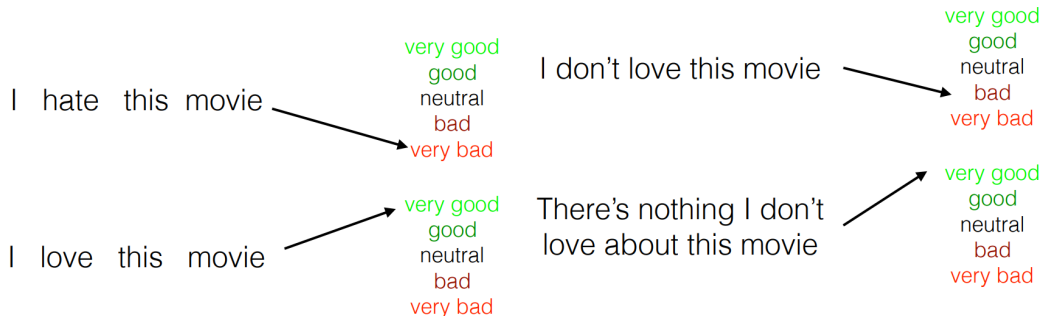 I hate this movie
very good
good
neutral
bad
very bad
I love this movie
very good
good
neutral
bad
very bad
I don't love this movie
very good
good
neutral
bad
very bad
There's nothing I don't
love about this movie
very good
good
neutral
bad
very bad